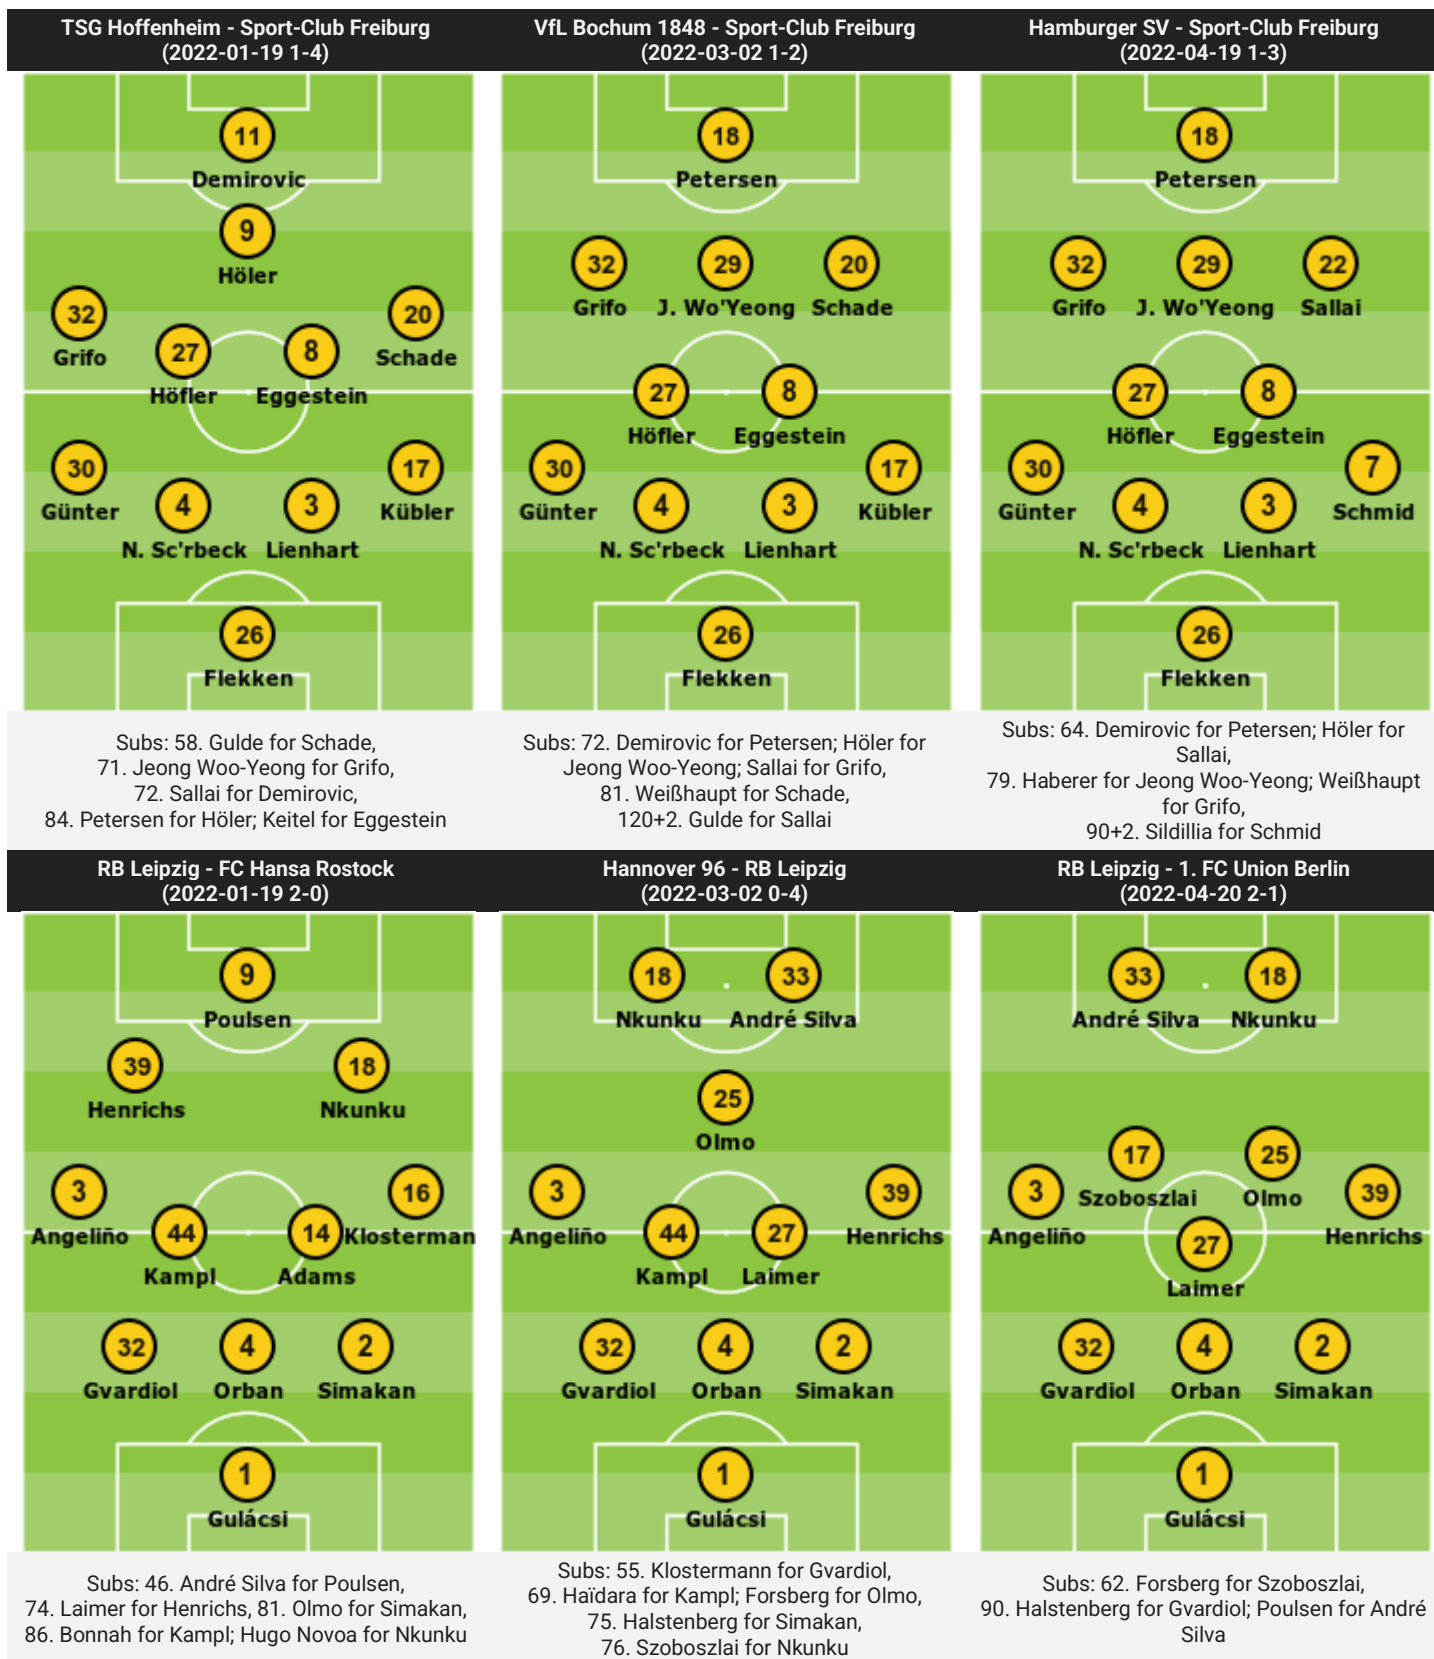 TSG Hoffenheim - Sport-Club Freiburg
(2022-01-19 1-4)
11
Demirovic
9
Höler
32
20
Grifo
Schade
27
8
Höfler
Eggestein
30
17
Günter
Kübler
4
3
N. Sc'rbeck
Lienhart
26
Flekken
Subs: 58. Gulde for Schade,
71. Jeong Woo-Yeong for Grifo,
72. Sallai for Demirovic,
84. Petersen for Höler; Keitel for Eggestein
VfL Bochum 1848 - Sport-Club Freiburg
(2022-03-02 1-2)
18
Petersen
32
29
20
Grifo
J. Wo'Yeong
Schade
27
8
Höfler
Eggestein
30
17
Günter
Kübler
4
3
N. Sc'rbeck
Lienhart
26
Flekken
Subs: 72. Demirovic for Petersen; Höler for
Jeong Woo-Yeong; Sallai for Grifo,
81. Weißhaupt for Schade,
120+2. Gulde for Sallai
Hamburger SV - Sport-Club Freiburg
(2022-04-19 1-3)
18
Petersen
32
29
22
Grifo
J. Wo'Yeong
Sallai
27
8
Höfler
Eggestein
30
7
Günter
Schmid
4
3
N. Sc'rbeck
Lienhart
26
Flekken
Subs: 64. Demirovic for Petersen; Höler for
Sallai,
79. Haberer for Jeong Woo-Yeong; Weißhaupt
for Grifo,
90+2. Sildillia for Schmid
RB Leipzig - FC Hansa Rostock
(2022-01-19 2-0)
9
Poulsen
39
18
Henrichs
Nkunku
3
16
Angeliño
Klosterman
44
14
Kampl
Adams
32
4
2
Gvardiol
Orban
Simakan
1
Gulácsi
Subs: 46. André Silva for Poulsen,
74. Laimer for Henrichs, 81. Olmo for Simakan,
86. Bonnah for Kampl; Hugo Novoa for Nkunku
Hannover 96 - RB Leipzig
(2022-03-02 0-4)
18
33
Nkunku
André Silva
25
Olmo
3
39
Angeliño
Henrichs
44
27
Kampl
Laimer
32
4
2
Gvardiol
Orban
Simakan
1
Gulácsi
Subs: 55. Klostermann for Gvardiol,
69. Haïdara for Kampl; Forsberg for Olmo,
75. Halstenberg for Simakan,
76. Szoboszlai for Nkunku
RB Leipzig - 1. FC Union Berlin
(2022-04-20 2-1)
33
18
André Silva
Nkunku
17
25
Szoboszlai
Olmo
3
39
Angeliño
Henrichs
27
Laimer
32
4
2
Gvardiol
Orban
Simakan
1
Gulácsi
Subs: 62. Forsberg for Szoboszlai,
90. Halstenberg for Gvardiol; Poulsen for André
Silva